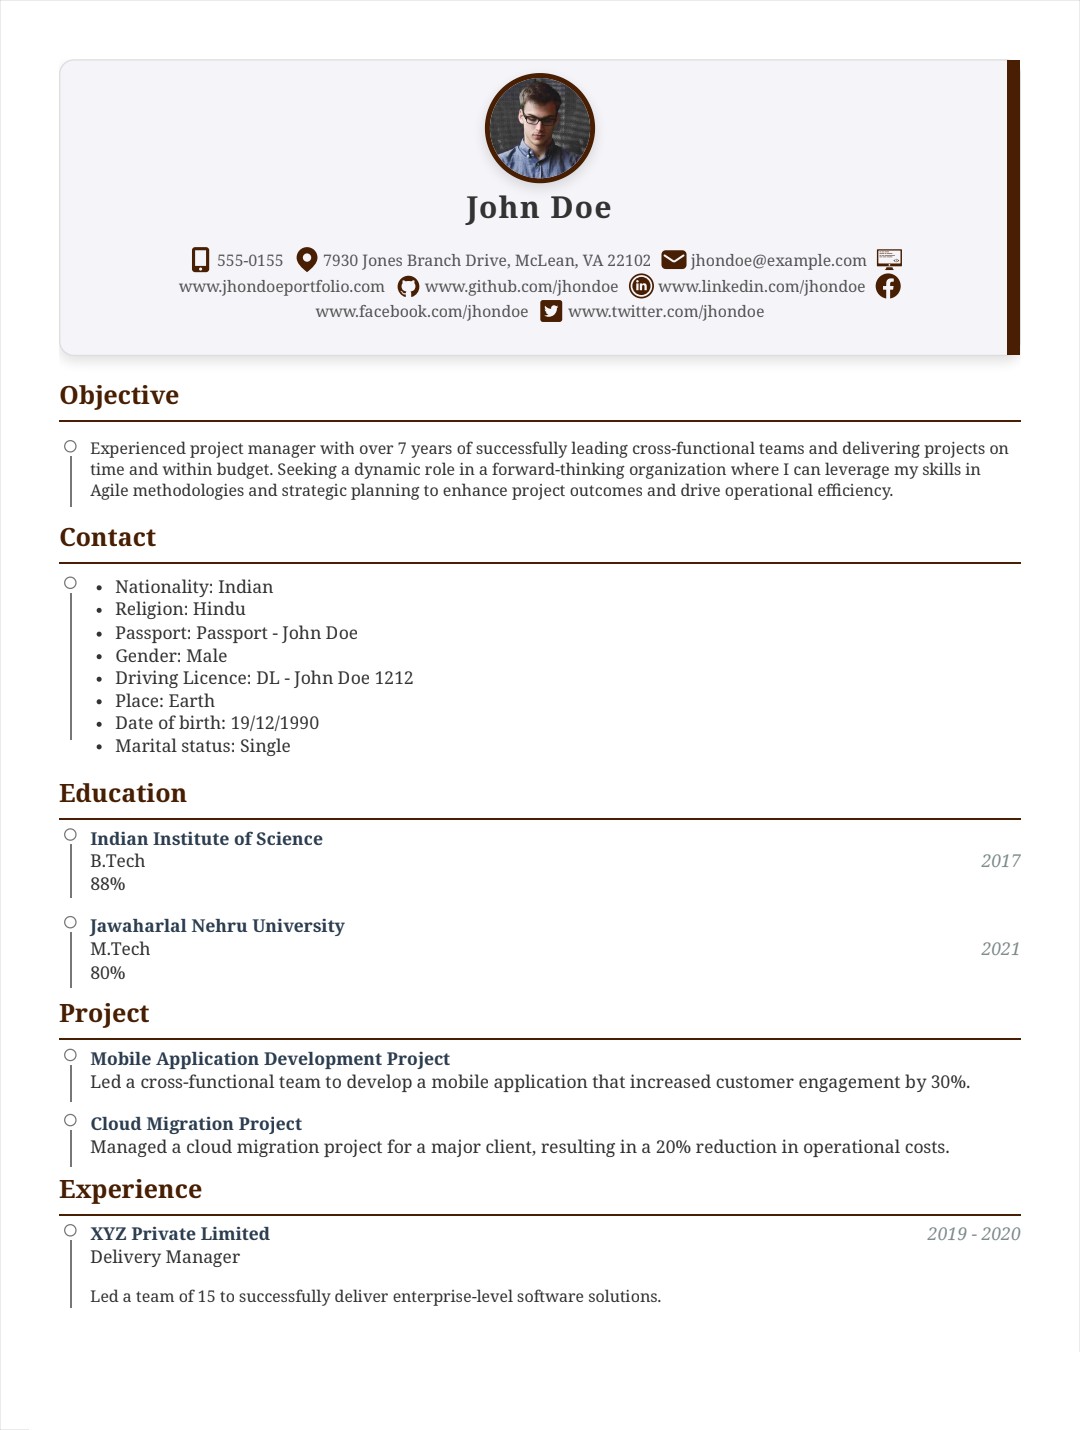 John Doe
555-0155 7930 Jones Branch Drive, McLean, VA 22102 jhondoe@example.com
www.jhondoeportfolio.com www.github.com/jhondoe www.linkedin.com/jhondoe
www.facebook.com/jhondoe www.twitter.com/jhondoe
Objective
Experienced project manager with over 7 years of successfully leading cross-functional teams and delivering projects on
time and within budget. Seeking a dynamic role in a forward-thinking organization where I can leverage my skills in
Agile methodologies and strategic planning to enhance project outcomes and drive operational efficiency.
Contact
• Nationality: Indian
• Religion: Hindu
• Passport: Passport - John Doe
• Gender: Male
• Driving Licence: DL - John Doe 1212
• Place: Earth
• Date of birth: 19/12/1990
• Marital status: Single
Education
Indian Institute of Science
B.Tech 2017
88%
Jawaharlal Nehru University
M.Tech 2021
80%
Project
Mobile Application Development Project
Led a cross-functional team to develop a mobile application that increased customer engagement by 30%.
Cloud Migration Project
Managed a cloud migration project for a major client, resulting in a 20% reduction in operational costs.
Experience
XYZ Private Limited 2019 - 2020
Delivery Manager
Led a team of 15 to successfully deliver enterprise-level software solutions.